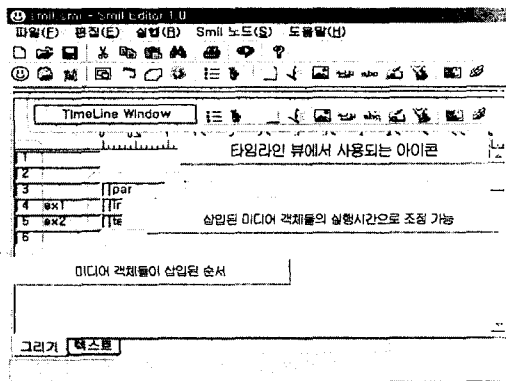 smil.smi - Smil Editor 1.0
파일(F) 편집(E) 실행(R) Smil 노드(S) 도움말(H)
TimeLine Window
타임라인 뷰에서 사용되는 아이콘
1
2
3 par
4 ex1
5 ex2
삽입된 미디어 객체들의 실행시간으로 조정 가능
6
미디어 객체들이 삽입된 순서
그리기 텍스트